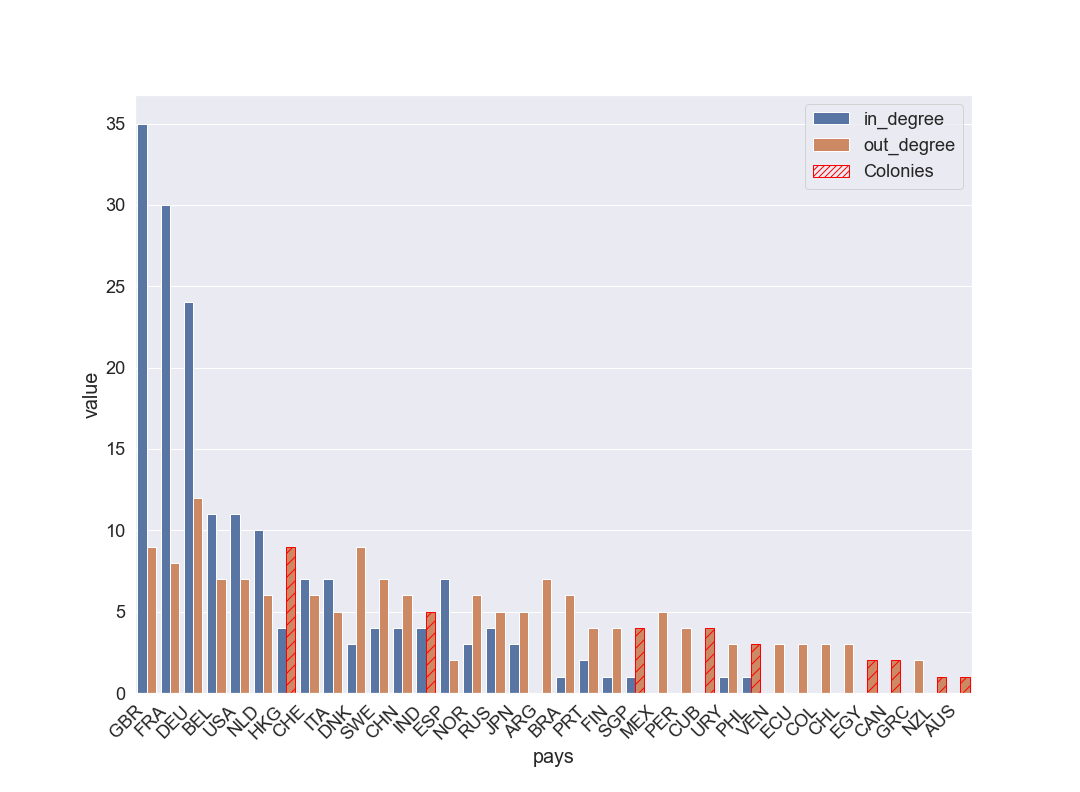 in_degree
out_degree
Colonies
35
30
25
20
15
10
5
0
value
GBR FRA DEU BEL USA NLD HKG CHE ITA DNK SWE CHN IND ESP NOR RUS JPN ARG BRA PRT FIN SGP MEX PER CUB URY PHL VEN ECU COL CHL EGY CAN GRC NZL AUS
pays